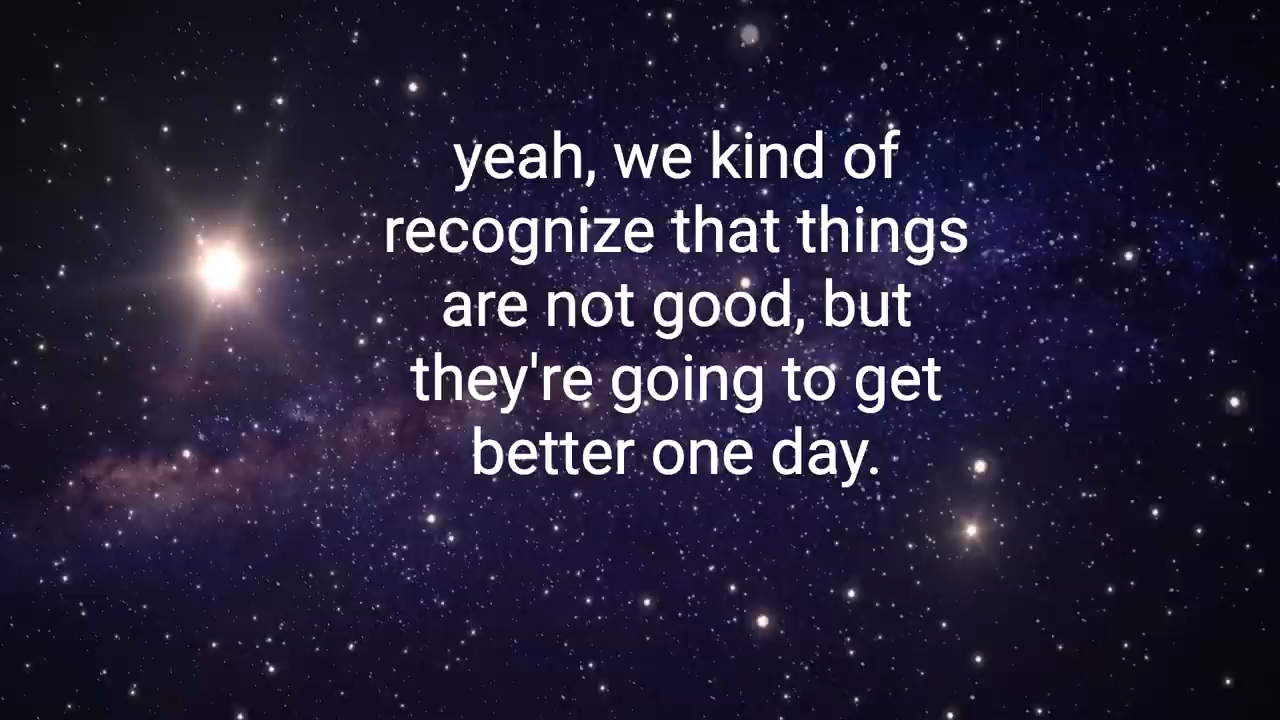 yeah, we kind of
recognize that things
are not good, but
they're going to get
better one day.